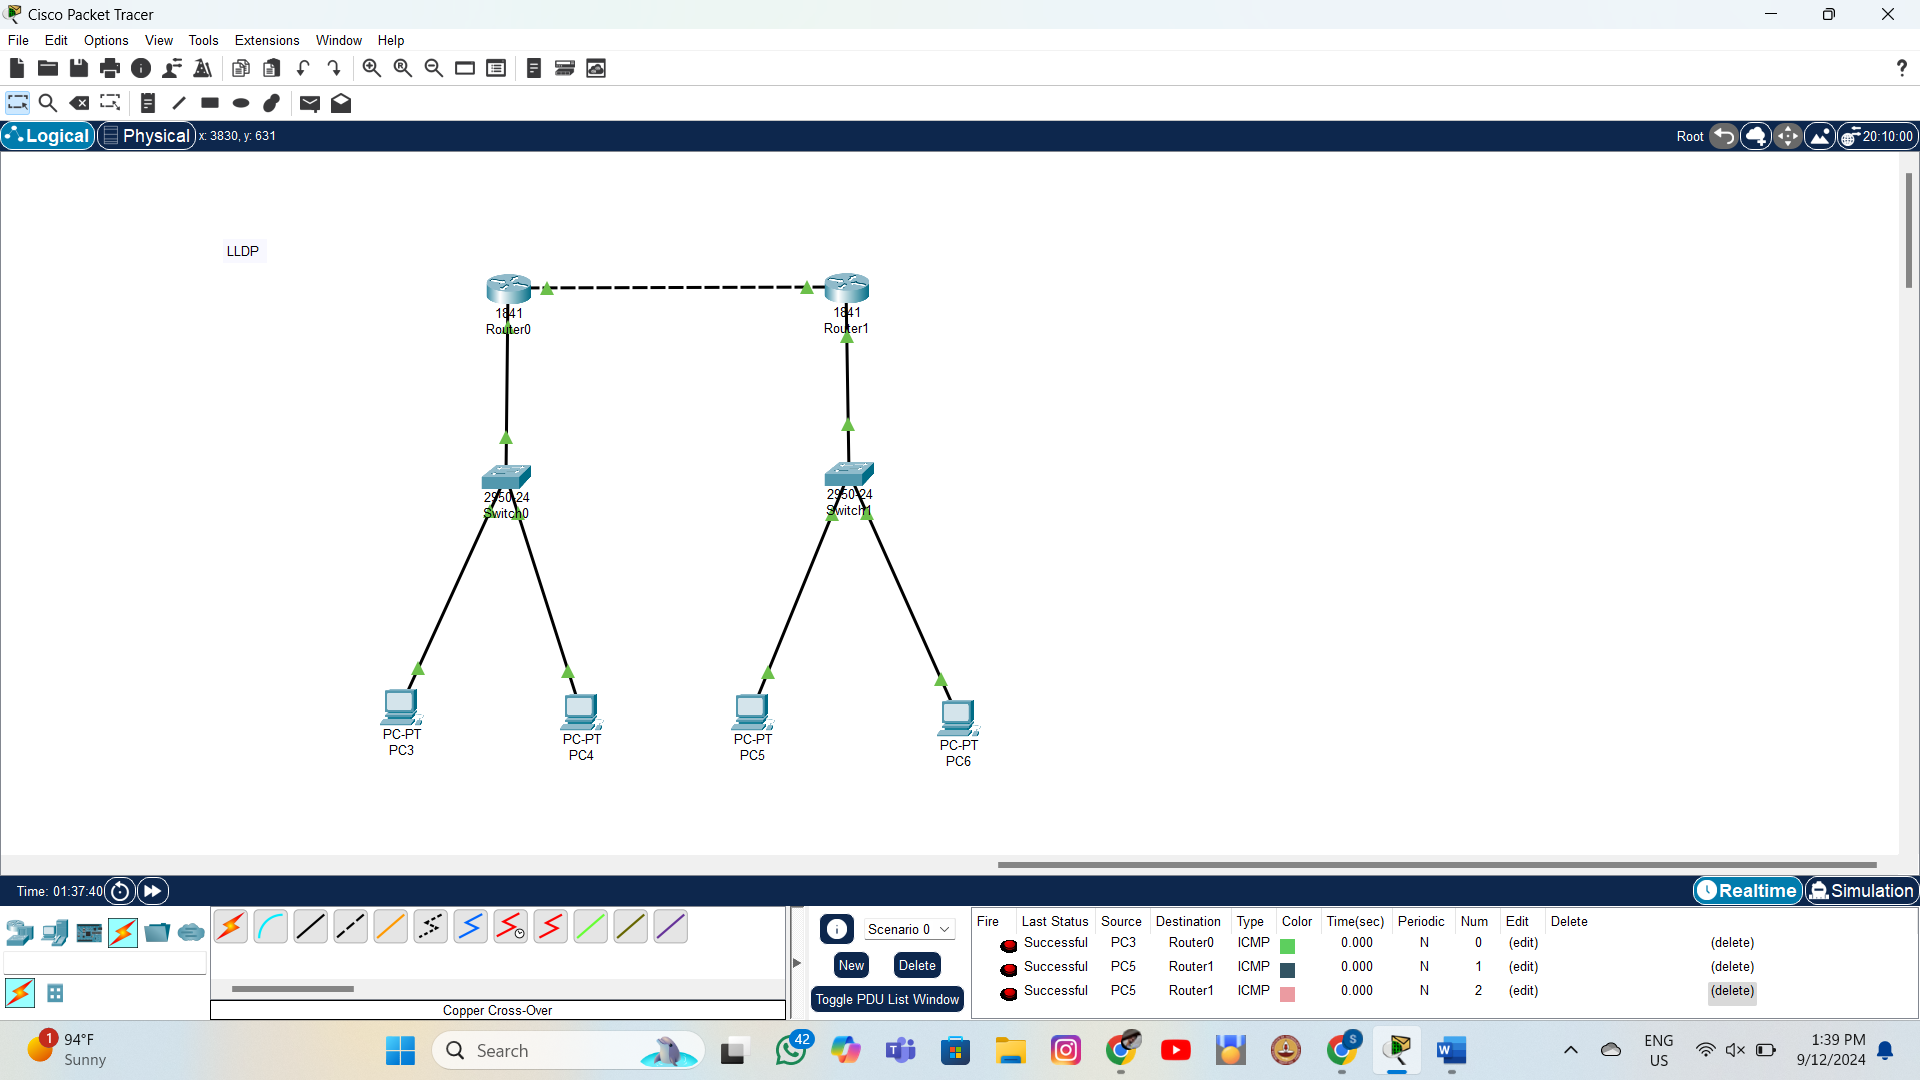 Cisco Packet Tracer
File Edit Options View Tools Extensions Window Help
?
Logical Physical x: 3830, y: 631 Root 20:10:00
LLDP
1841
Router0
1841
Router1
2950-24
Switch0
2950-24
Switch1
PC-PT
PC3
PC-PT
PC4
PC-PT
PC5
PC-PT
PC6
Time: 01:37:40 Realtime Simulation
Scenario 0
New Delete
Toggle PDU List Window
Fire Last Status Source Destination Type Color Time(sec) Periodic Num Edit Delete
Successful PC3 Router0 ICMP 0.000 N 0 (edit) (delete)
Successful PC5 Router1 ICMP 0.000 N 1 (edit) (delete)
Successful PC5 Router1 ICMP 0.000 N 2 (edit) (delete)
Copper Cross-Over
1 94°F
Sunny
Search
42
S
ENG
US
1:39 PM
9/12/2024